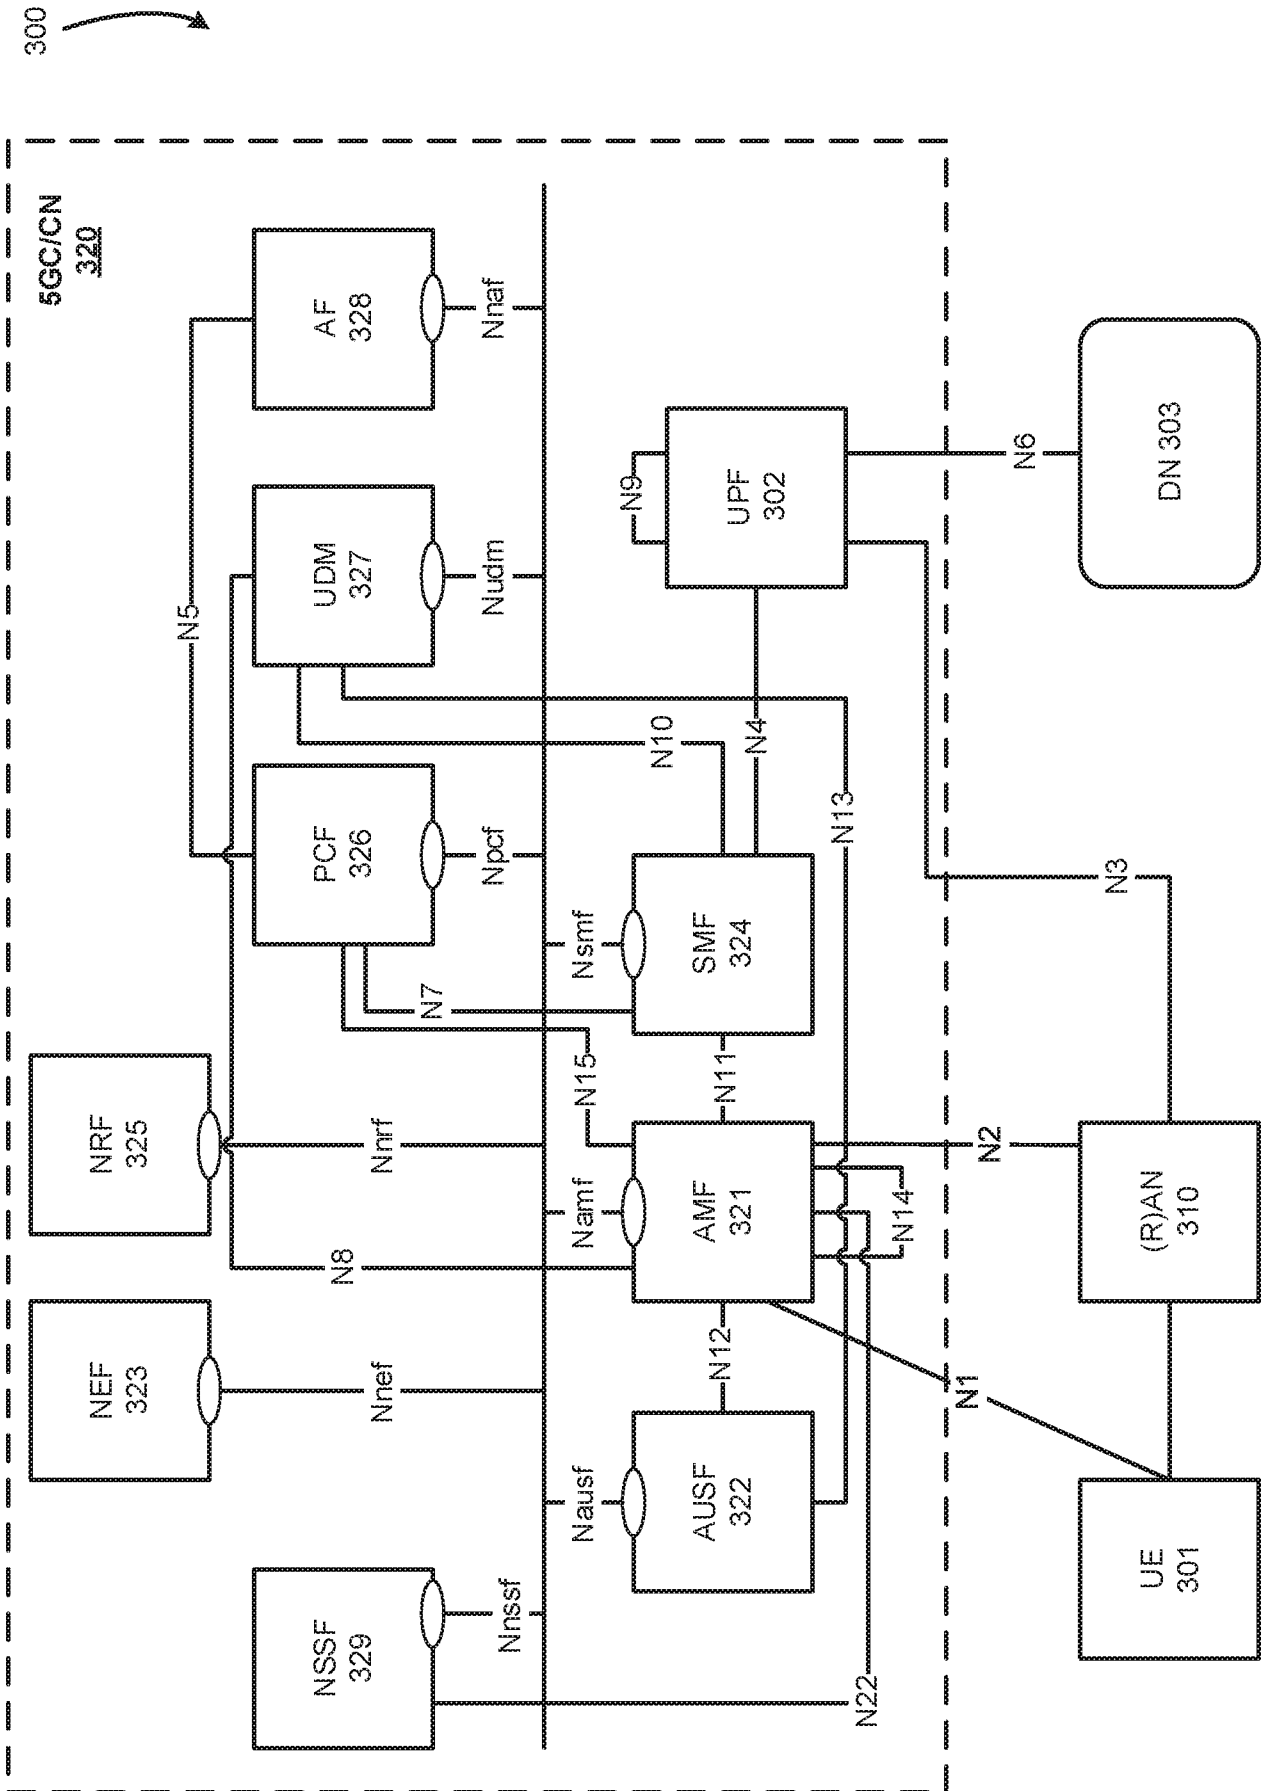 300
5GC/CN
320
NSSF
329
NEF
323
NRF
325
PCF
326
UDM
327
AF
328
N5
N8
Nnssf
Nnef
Nnrf
N7
Npcf
Nudm
Nnaf
Nausf
Namf
N15
Nsmf
N10
N9
AUSF
322
N12
AMF
321
N11
SMF
324
N4
UPF
302
N22
N14
N13
N1
N2
N3
N6
UE
301
(R)AN
310
DN 303